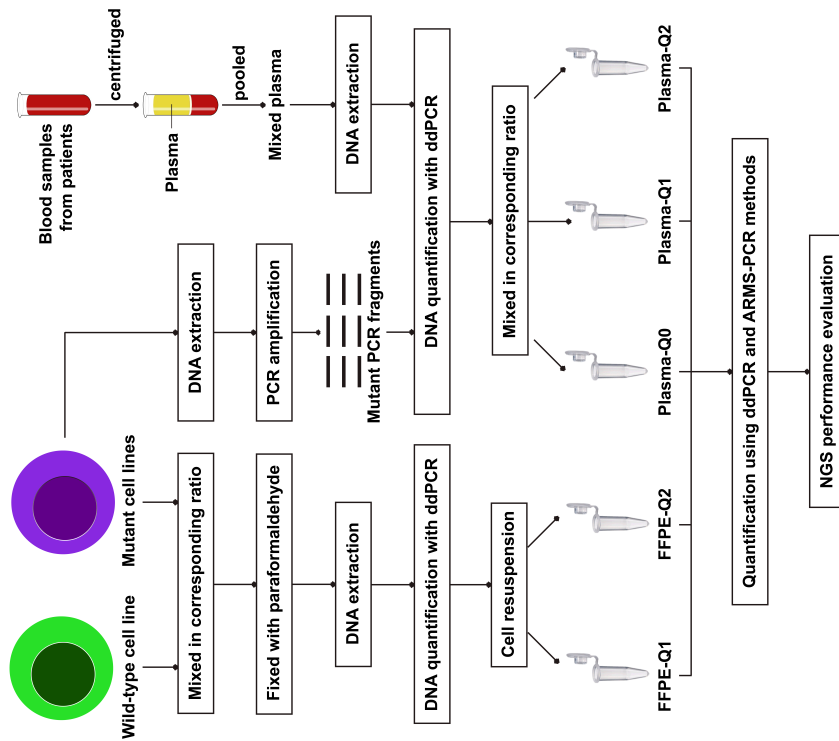 Wild-type cell line
Mutant cell lines
Blood samples
from patients
centrifuged
Plasma
pooled
Mixed plasma
Mixed in corresponding ratio
DNA extraction
Fixed with paraformaldehyde
PCR amplification
DNA extraction
Mutant PCR fragments
DNA extraction
DNA quantification with ddPCR
DNA quantification with ddPCR
Cell resuspension
Mixed in corresponding ratio
FFPE-Q1
FFPE-Q2
Plasma-Q0
Plasma-Q1
Plasma-Q2
Quantification using ddPCR and ARMS-PCR methods
NGS performance evaluation